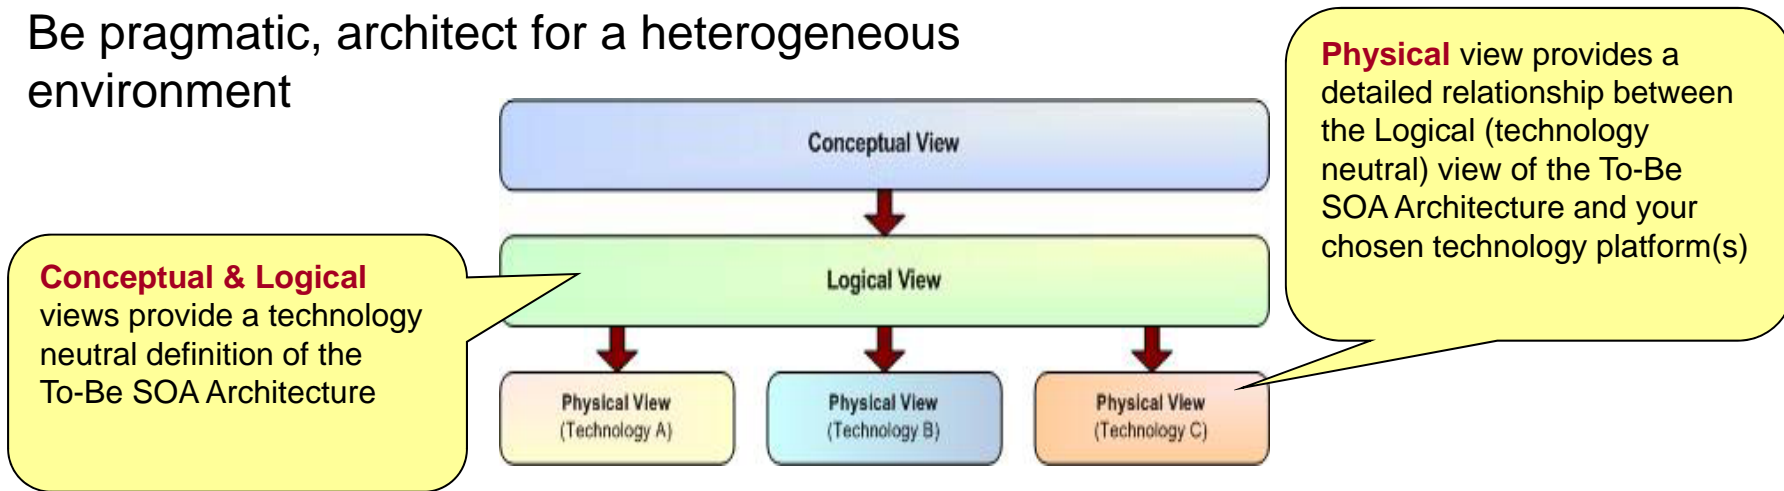 Be pragmatic, architect for a heterogeneous
environment
Physical view provides a
detailed relationship between
the Logical (technology
neutral) view of the To-Be
SOA Architecture and your
chosen technology platform(s)
Conceptual View
Conceptual & Logical
views provide a technology
neutral definition of the
To-Be SOA Architecture
Logical View
Physical View
(Technology A)
Physical View
(Technology B)
Physical View
(Technology C)